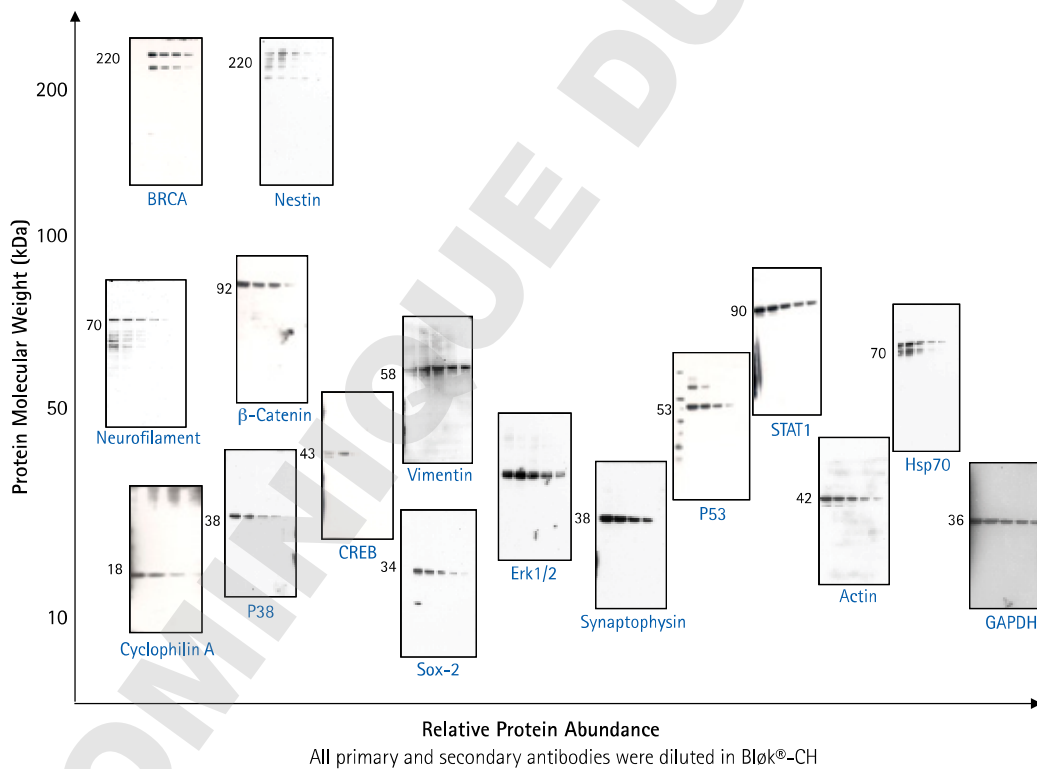 220
BRCA
220
Nestin
200
100
50
10
Protein Molecular Weight (kDa)
70
Neurofilament
92
β-Catenin
43
CREB
58
Vimentin
53
P53
90
STAT1
70
Hsp70
18
Cyclophilin A
38
P38
34
Sox-2
Erk1/2
38
Synaptophysin
42
Actin
36
GAPDH
Relative Protein Abundance
All primary and secondary antibodies were diluted in Bløk®-CH
OMINIQUE DU